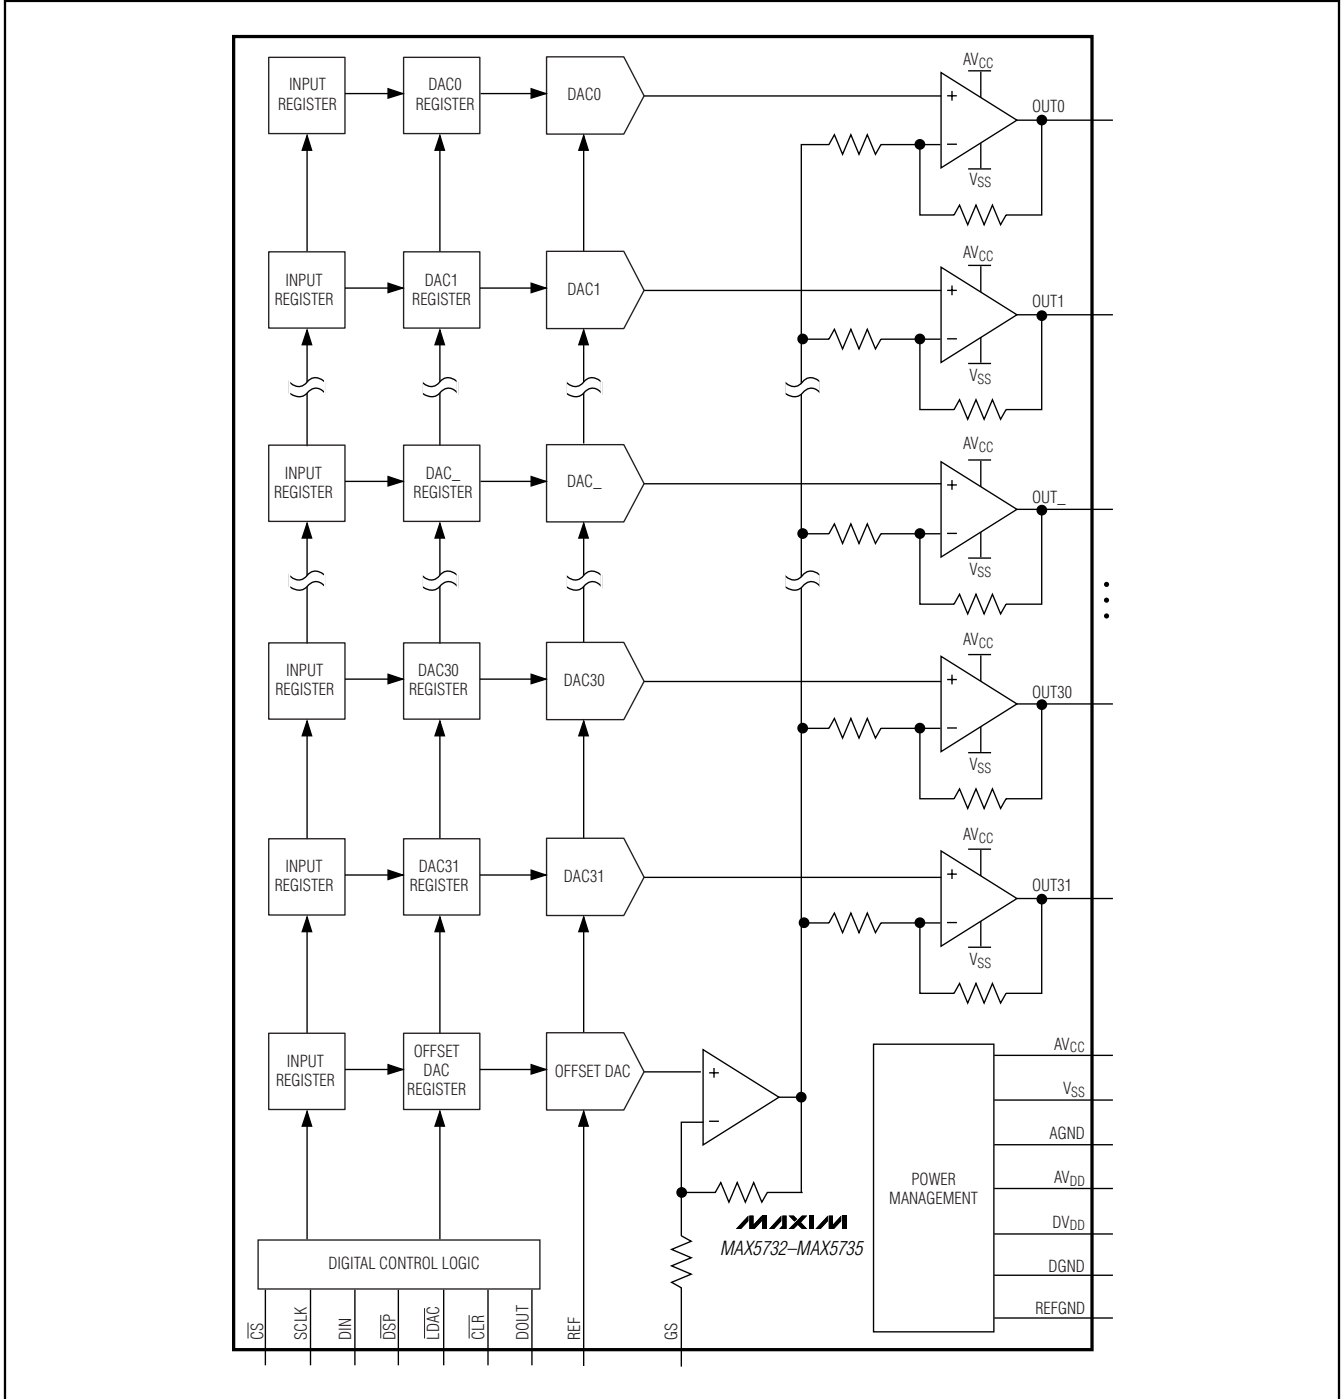 INPUT
REGISTER
DAC0
REGISTER
DAC0
+
−
AVCC
VSS
OUT0
INPUT
REGISTER
DAC1
REGISTER
DAC1
+
−
AVCC
VSS
OUT1
INPUT
REGISTER
DAC_
REGISTER
DAC_
+
−
AVCC
VSS
OUT_
INPUT
REGISTER
DAC30
REGISTER
DAC30
+
−
AVCC
VSS
OUT30
INPUT
REGISTER
DAC31
REGISTER
DAC31
+
−
AVCC
VSS
OUT31
INPUT
REGISTER
OFFSET
DAC
REGISTER
OFFSET DAC
+
−
POWER
MANAGEMENT
AVCC
VSS
AGND
AVDD
DVDD
DGND
REFGND
MAXIM
MAX5732–MAX5735
DIGITAL CONTROL LOGIC
CS
SCLK
DIN
DSP
LDAC
CLR
DOUT
REF
GS